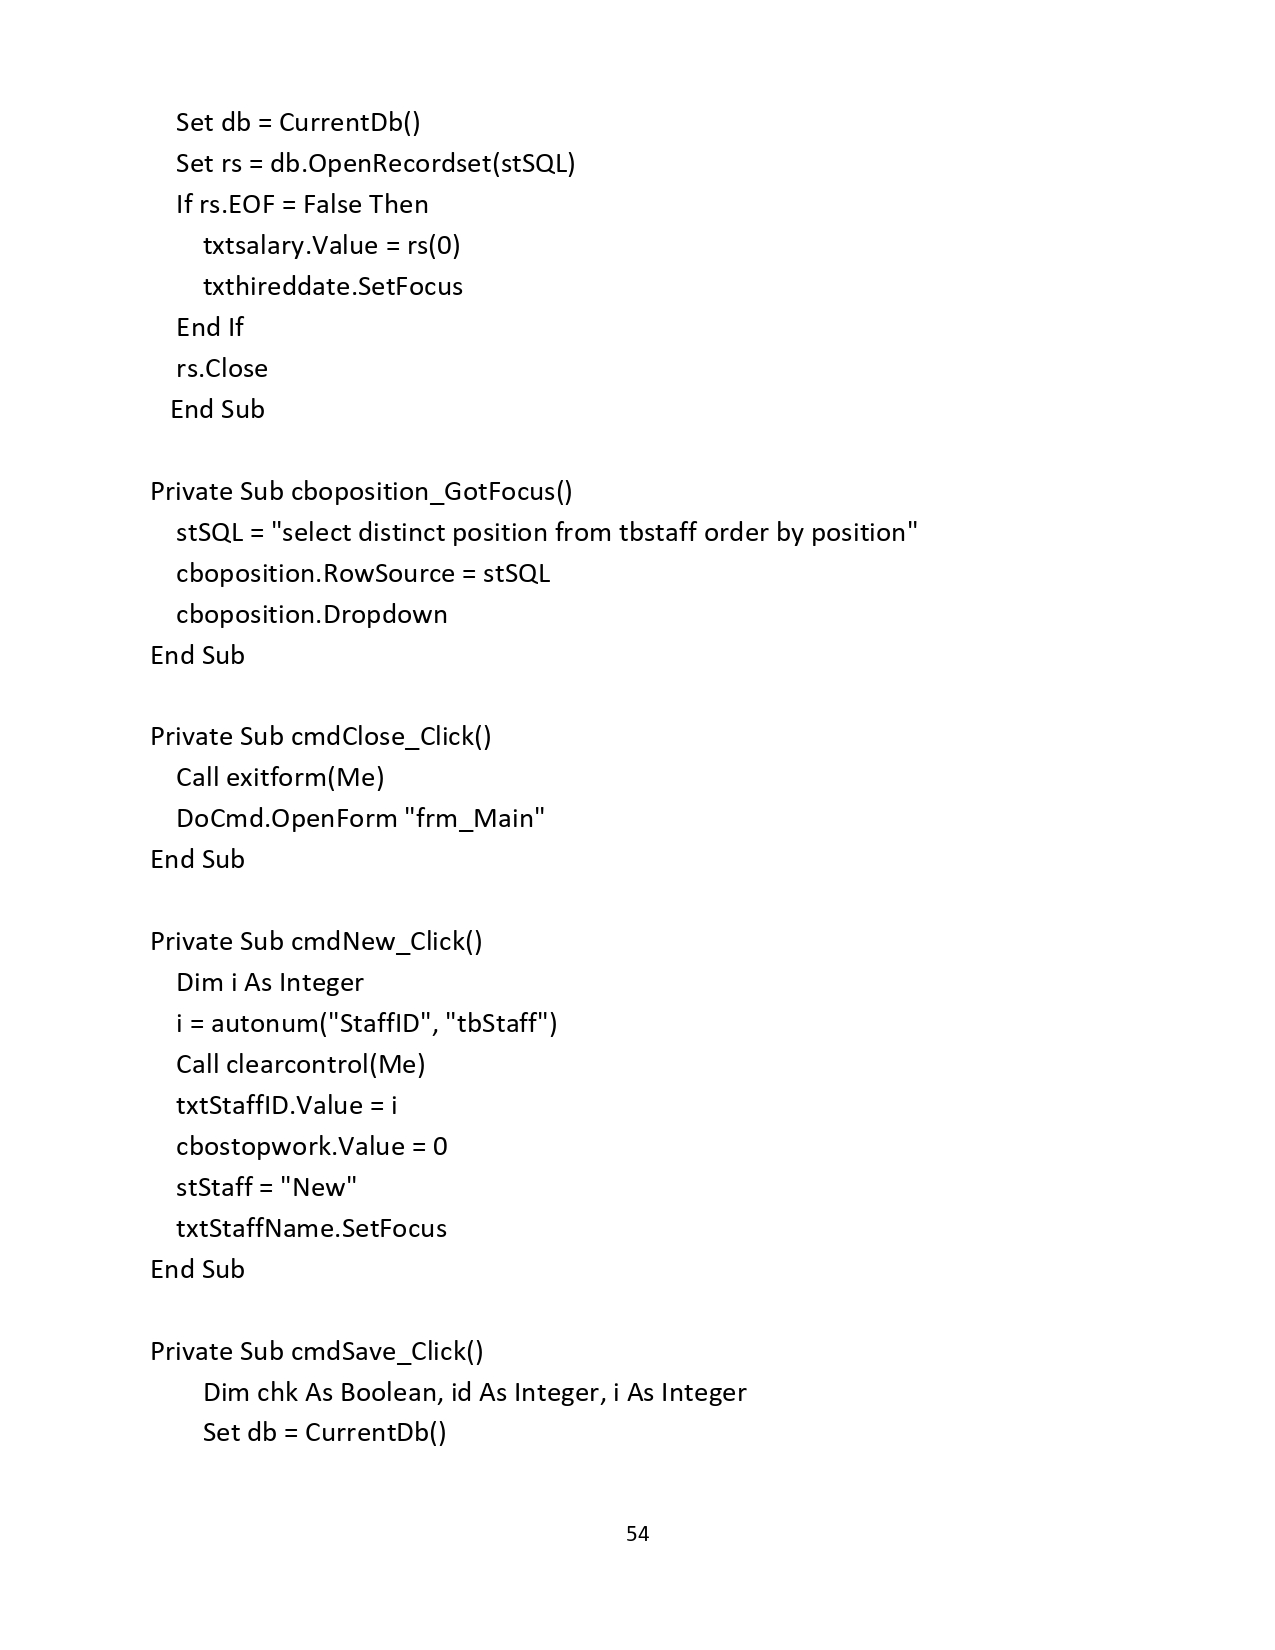 Set db = CurrentDb()
Set rs = db.OpenRecordset(stSQL)
If rs.EOF = False Then
txtsalary.Value = rs(0)
txthireddate.SetFocus
End If
rs.Close
End Sub
Private Sub cboposition_GotFocus()
stSQL = "select distinct position from tbstaff order by position"
cboposition.RowSource = stSQL
cboposition.Dropdown
End Sub
Private Sub cmdClose_Click()
Call exitform(Me)
DoCmd.OpenForm "frm_Main"
End Sub
Private Sub cmdNew_Click()
Dim i As Integer
i = autonum("StaffID", "tbStaff")
Call clearcontrol(Me)
txtStaffID.Value = i
cbostopwork.Value = 0
stStaff = "New"
txtStaffName.SetFocus
End Sub
Private Sub cmdSave_Click()
Dim chk As Boolean, id As Integer, i As Integer
Set db = CurrentDb()
54